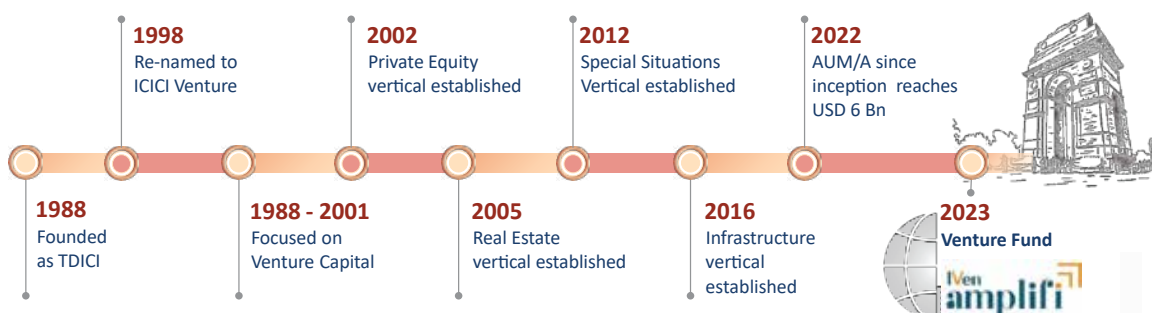 1998
Re-named to
ICICI Venture
2002
Private Equity
vertical established
2012
Special Situations
Vertical established
2022
AUM/A since
inception reaches
USD 6 Bn
1988
Founded
as TDICI
1988 - 2001
Focused on
Venture Capital
2005
Real Estate
vertical established
2016
Infrastructure
vertical
established
2023
Venture Fund
IVen
amplifi